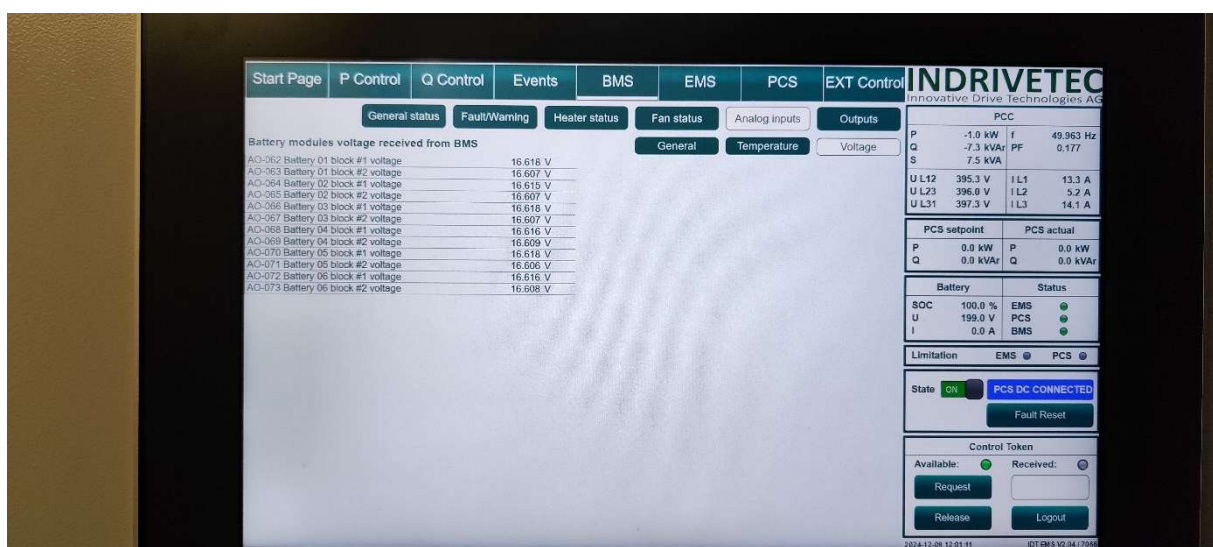 Start Page P Control Q Control Events BMS EMS PCS EXT Control
INDRIVETEC
Innovative Drive Technologies AG
General status Fault/Warning Heater status Fan status Analog inputs Outputs
General Temperature Voltage
Battery modules voltage received from BMS
AO-062 Battery 01 block #1 voltage 16.618 V
AO-063 Battery 01 block #2 voltage 16.607 V
AO-064 Battery 02 block #1 voltage 16.615 V
AO-065 Battery 02 block #2 voltage 16.607 V
AO-066 Battery 03 block #1 voltage 16.618 V
AO-067 Battery 03 block #2 voltage 16.607 V
AO-068 Battery 04 block #1 voltage 16.616 V
AO-069 Battery 04 block #2 voltage 16.609 V
AO-070 Battery 05 block #1 voltage 16.618 V
AO-071 Battery 05 block #2 voltage 16.606 V
AO-072 Battery 06 block #1 voltage 16.616 V
AO-073 Battery 06 block #2 voltage 16.608 V
PCC
P -1.0 kW f 49.963 Hz
Q -7.3 kVAr PF 0.177
S 7.5 kVA
U L12 395.3 V I L1 13.3 A
U L23 396.0 V I L2 5.2 A
U L31 397.3 V I L3 14.1 A
PCS setpoint PCS actual
P 0.0 kW P 0.0 kW
Q 0.0 kVAr Q 0.0 kVAr
Battery Status
SOC 100.0 % EMS
U 199.0 V PCS
I 0.0 A BMS
Limitation EMS PCS
State ON PCS DC CONNECTED
Fault Reset
Control Token
Available: Received:
Request
Release Logout
2024-12-09 12:01:11 IDT EMS V2.04 / 7066